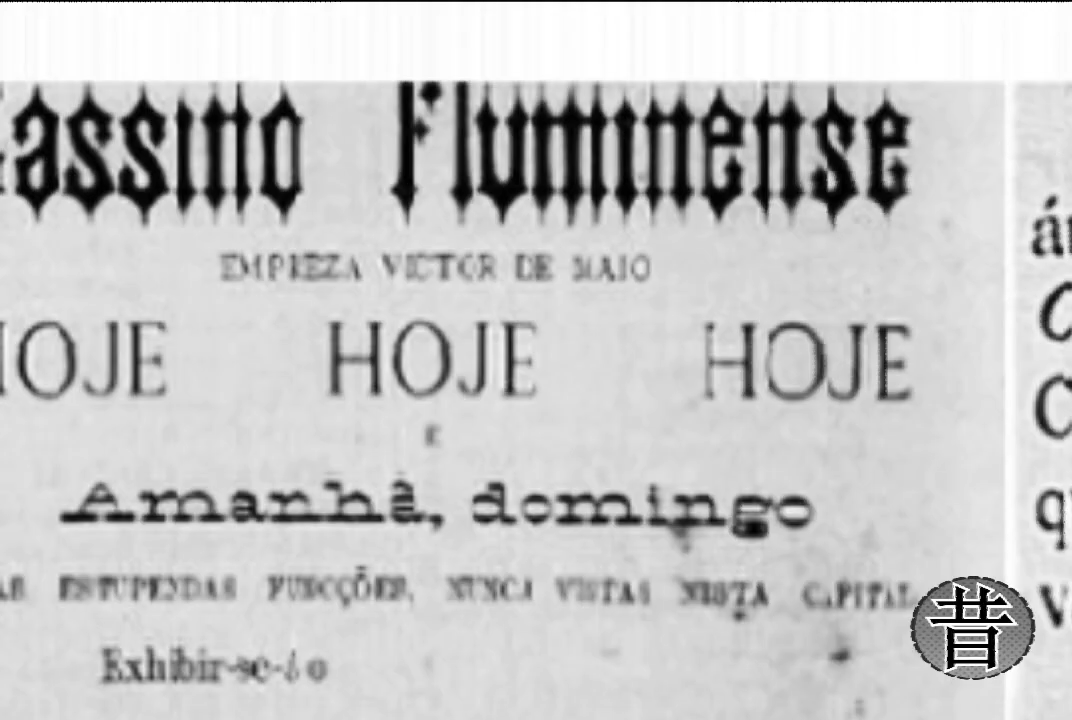 Cassino Fluminense
EMPREZA VICTOR DE MAIO
HOJE HOJE HOJE
E
Amanhã, domingo
ESTUPENDAS FUNCÇÕES, NUNCA VISTAS NESTA CAPITAL
Exhibir-se-ão
昔